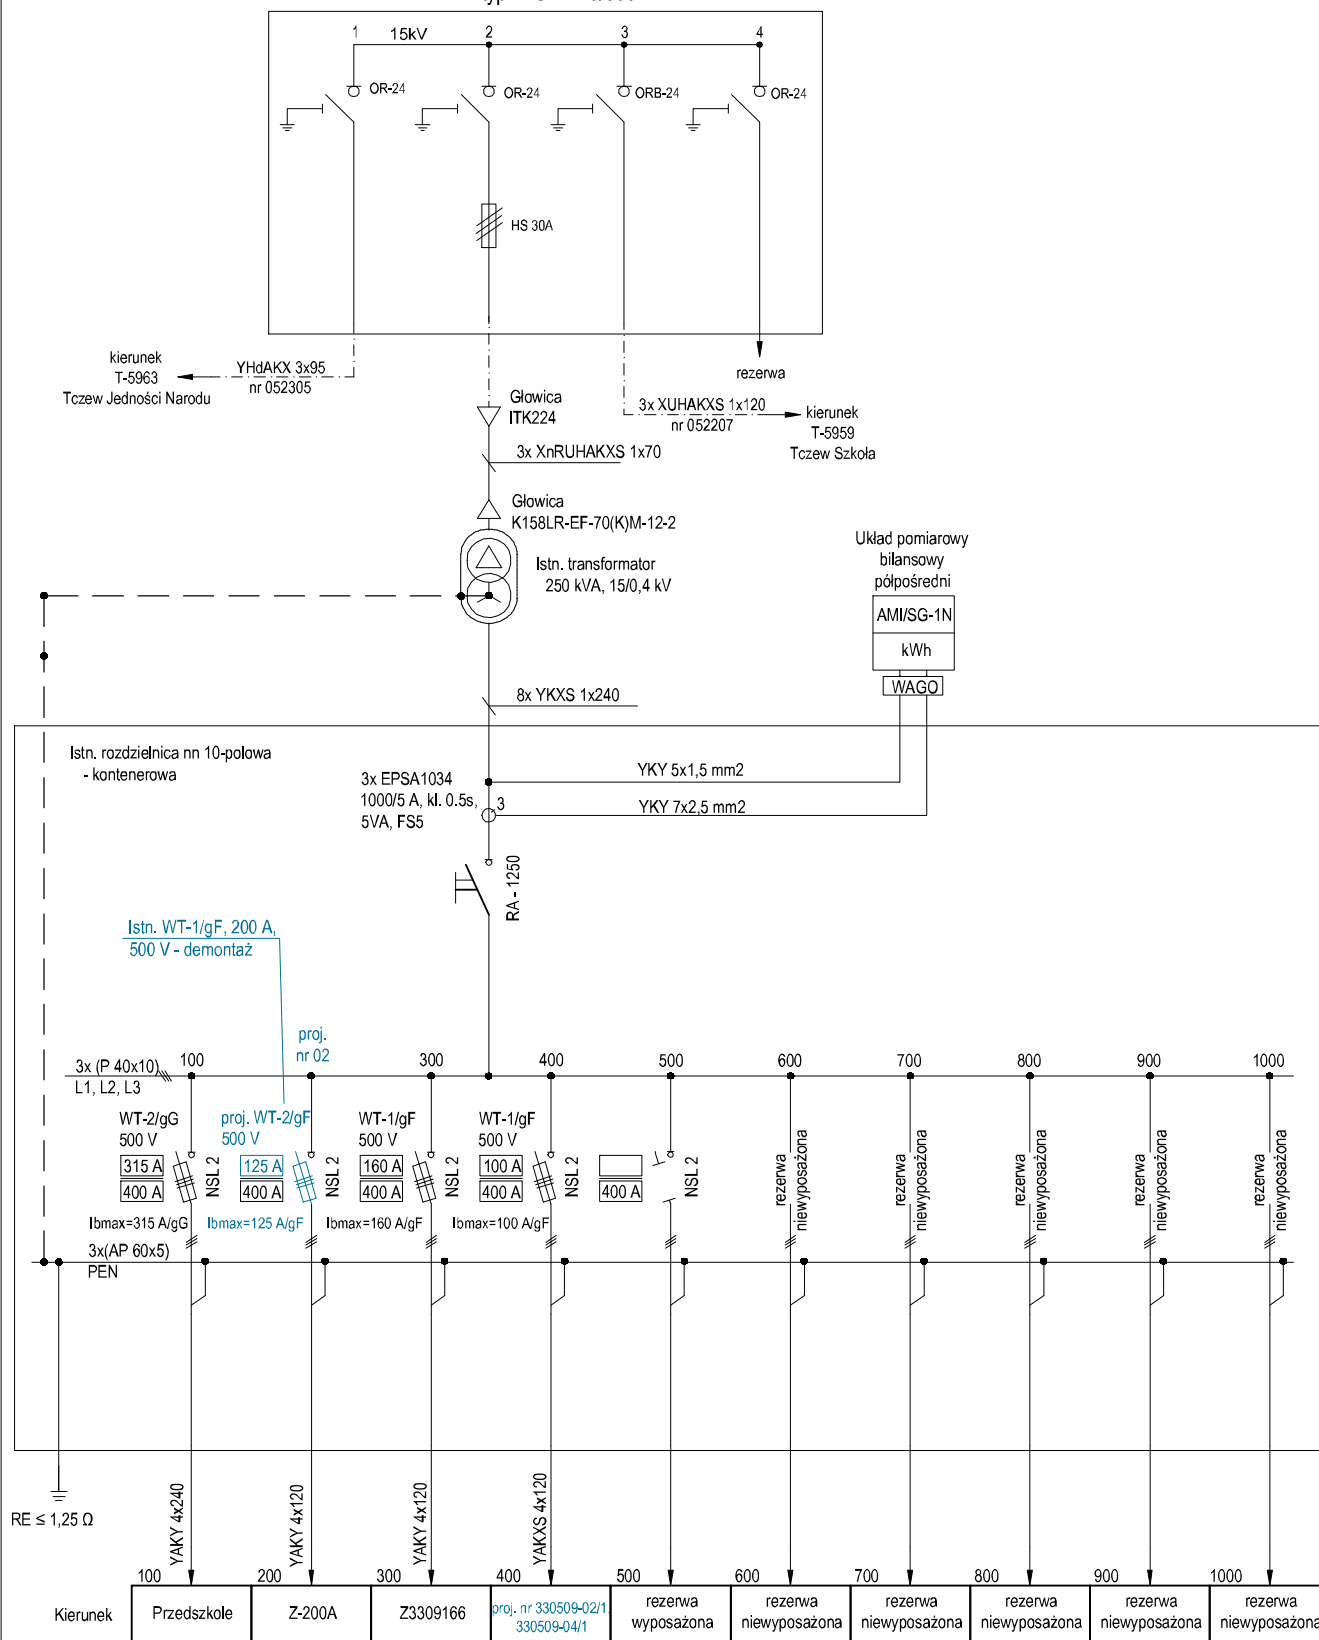 1
15kV
2
3
4
OR-24
OR-24
ORB-24
OR-24
HS 30A
kierunek
T-5963
Tczew Jedności Narodu
YHdAKX 3x95
nr 052305
rezerwa
Głowica
ITK224
3x XUHAKXS 1x120
nr 052207
kierunek
T-5959
Tczew Szkoła
3x XnRUHAKXS 1x70
Głowica
K158LR-EF-70(K)M-12-2
Istn. transformator
250 kVA, 15/0,4 kV
Układ pomiarowy
bilansowy
półpośredni
AMI/SG-1N
kWh
WAGO
8x YKXS 1x240
Istn. rozdzielnica nn 10-polowa
- kontenerowa
3x EPSA1034
1000/5 A, kl. 0.5s,
5VA, FS5
3
YKY 5x1,5 mm2
YKY 7x2,5 mm2
RA - 1250
Istn. WT-1/gF, 200 A,
500 V - demontaż
3x (P 40x10)
L1, L2, L3
100
proj.
nr 02
300
400
500
600
700
800
900
1000
WT-2/gG
500 V
315 A
400 A
NSL 2
Ibmax=315 A/gG
proj. WT-2/gF
500 V
125 A
400 A
NSL 2
Ibmax=125 A/gF
WT-1/gF
500 V
160 A
400 A
NSL 2
Ibmax=160 A/gF
WT-1/gF
500 V
100 A
400 A
NSL 2
Ibmax=100 A/gF
400 A
NSL 2
rezerwa
niewyposażona
rezerwa
niewyposażona
rezerwa
niewyposażona
rezerwa
niewyposażona
rezerwa
niewyposażona
3x(AP 60x5)
PEN
RE ≤ 1,25 Ω
YAKY 4x240
YAKY 4x120
YAKY 4x120
YAKXS 4x120
100
200
300
400
500
600
700
800
900
1000
Kierunek
Przedszkole
Z-200A
Z3309166
proj. nr 330509-02/1,
330509-04/1
rezerwa
wyposażona
rezerwa
niewyposażona
rezerwa
niewyposażona
rezerwa
niewyposażona
rezerwa
niewyposażona
rezerwa
niewyposażona